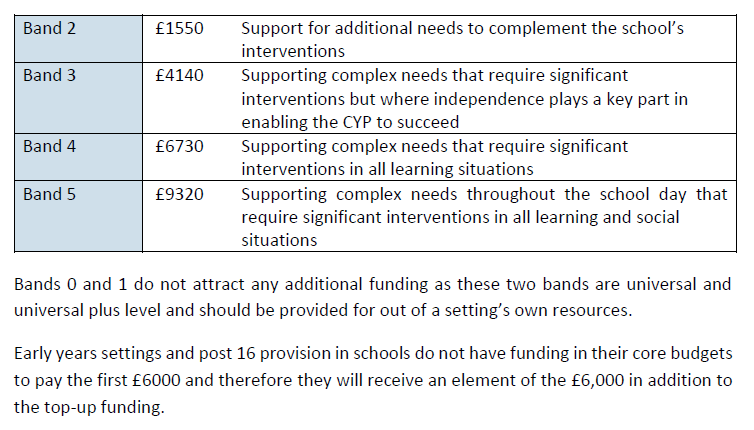 Band 2 £1550 Support for additional needs to complement the school’s
interventions
Band 3 £4140 Supporting complex needs that require significant
interventions but where independence plays a key part in
enabling the CYP to succeed
Band 4 £6730 Supporting complex needs that require significant
interventions in all learning situations
Band 5 £9320 Supporting complex needs throughout the school day that
require significant interventions in all learning and social
situations
Bands 0 and 1 do not attract any additional funding as these two bands are universal and
universal plus level and should be provided for out of a setting’s own resources.
Early years settings and post 16 provision in schools do not have funding in their core budgets
to pay the first £6000 and therefore they will receive an element of the £6,000 in addition to
the top-up funding.